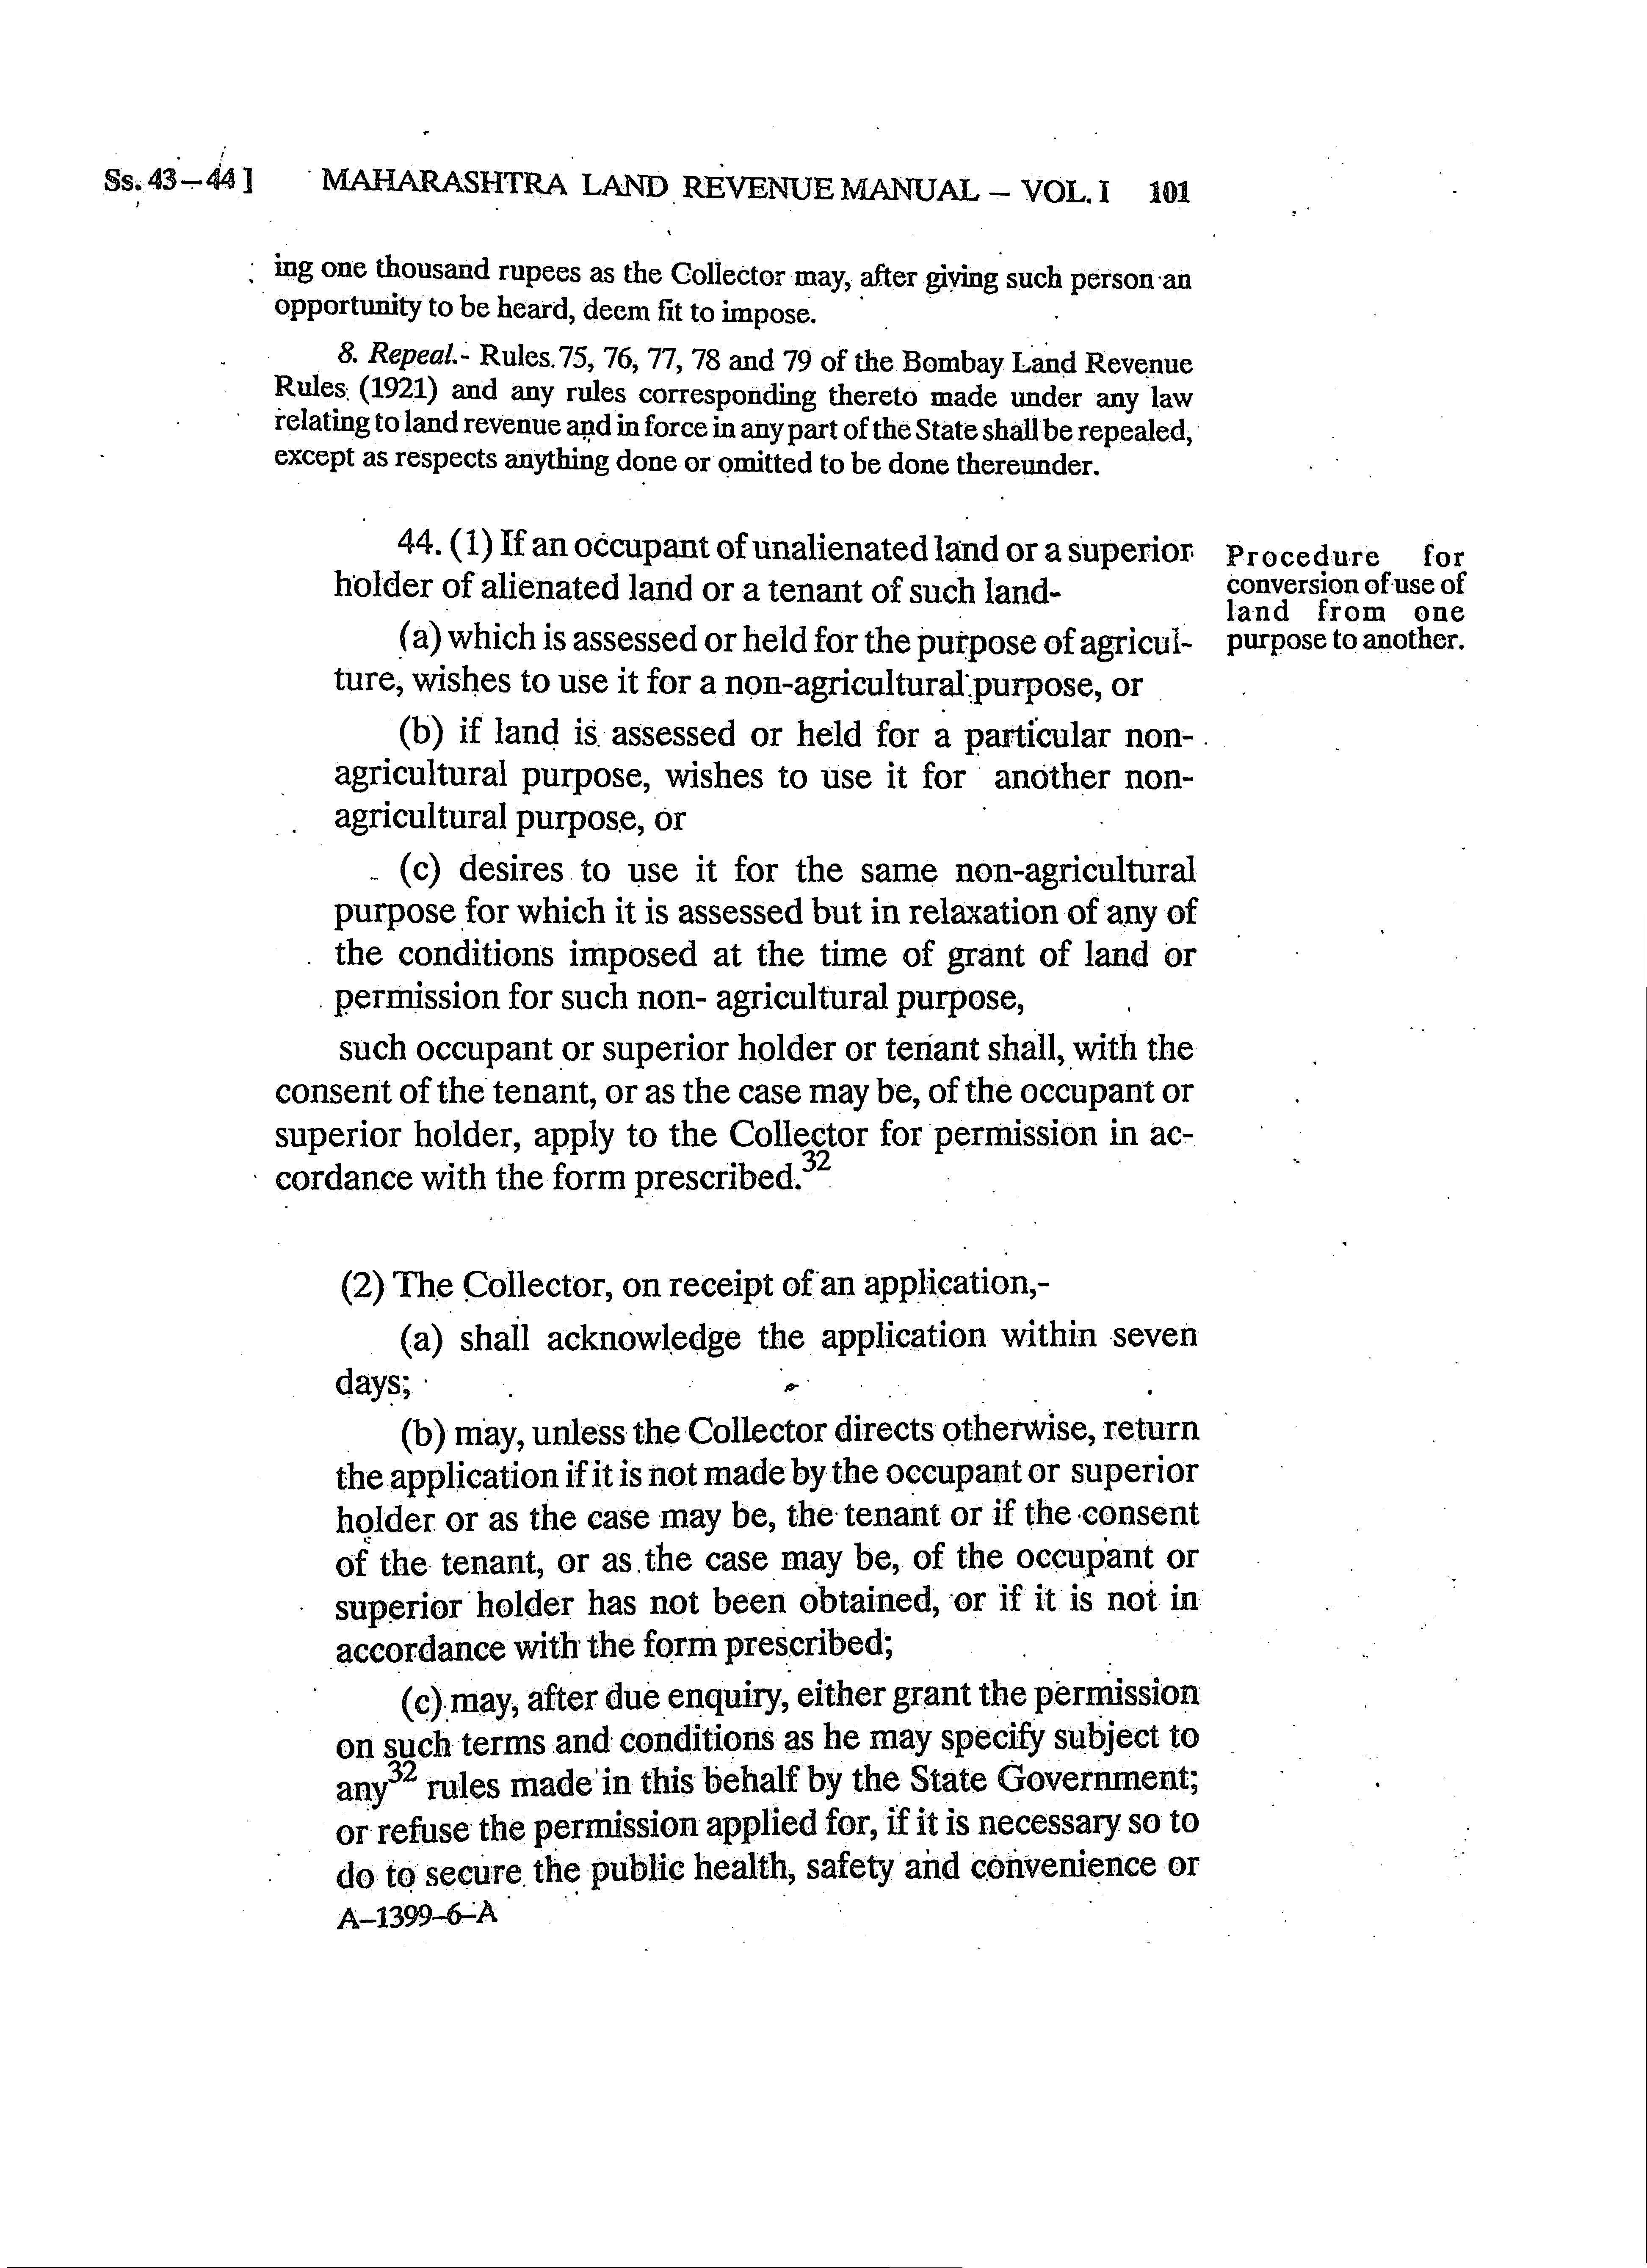 Ss. 43–44 ] MAHARASHTRA LAND REVENUE MANUAL – VOL. I 101
ing one thousand rupees as the Collector may, after giving such person an
opportunity to be heard, deem fit to impose.
8. Repeal.- Rules 75, 76, 77, 78 and 79 of the Bombay Land Revenue
Rules (1921) and any rules corresponding thereto made under any law
relating to land revenue and in force in any part of the State shall be repealed,
except as respects anything done or omitted to be done thereunder.
44. (1) If an occupant of unalienated land or a superior
holder of alienated land or a tenant of such land-
Procedure for
conversion of use of
land from one
purpose to another.
(a) which is assessed or held for the purpose of agricul-
ture, wishes to use it for a non-agricultural purpose, or
(b) if land is assessed or held for a particular non-
agricultural purpose, wishes to use it for another non-
agricultural purpose, or
(c) desires to use it for the same non-agricultural
purpose for which it is assessed but in relaxation of any of
the conditions imposed at the time of grant of land or
permission for such non- agricultural purpose,
such occupant or superior holder or tenant shall, with the
consent of the tenant, or as the case may be, of the occupant or
superior holder, apply to the Collector for permission in ac-
cordance with the form prescribed.32
(2) The Collector, on receipt of an application,-
(a) shall acknowledge the application within seven
days;
(b) may, unless the Collector directs otherwise, return
the application if it is not made by the occupant or superior
holder or as the case may be, the tenant or if the consent
of the tenant, or as the case may be, of the occupant or
superior holder has not been obtained, or if it is not in
accordance with the form prescribed;
(c) may, after due enquiry, either grant the permission
on such terms and conditions as he may specify subject to
any32 rules made in this behalf by the State Government;
or refuse the permission applied for, if it is necessary so to
do to secure the public health, safety and convenience or
A–1399–6–A